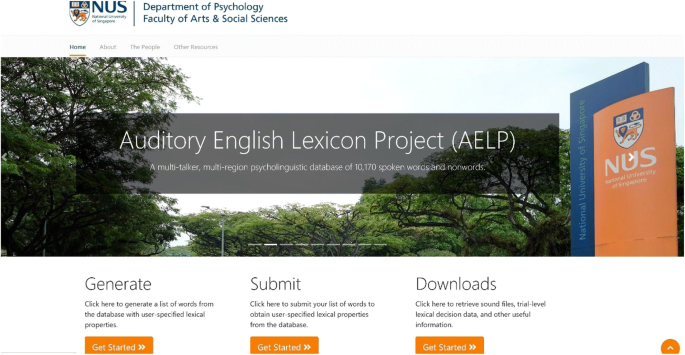 NUS
National University
of Singapore
Department of Psychology
Faculty of Arts & Social Sciences
Home About The People Other Resources
Auditory English Lexicon Project (AELP)
A multi-talker, multi-region psycholinguistic database of 10,170 spoken words and nonwords.
National University of Singapore
NUS
National University
of Singapore
Generate
Click here to generate a list of words from
the database with user-specified lexical
properties.
Get Started »
Submit
Click here to submit your list of words to
obtain user-specified lexical properties
from the database.
Get Started »
Downloads
Click here to retrieve sound files, trial-level
lexical decision data, and other useful
information.
Get Started »